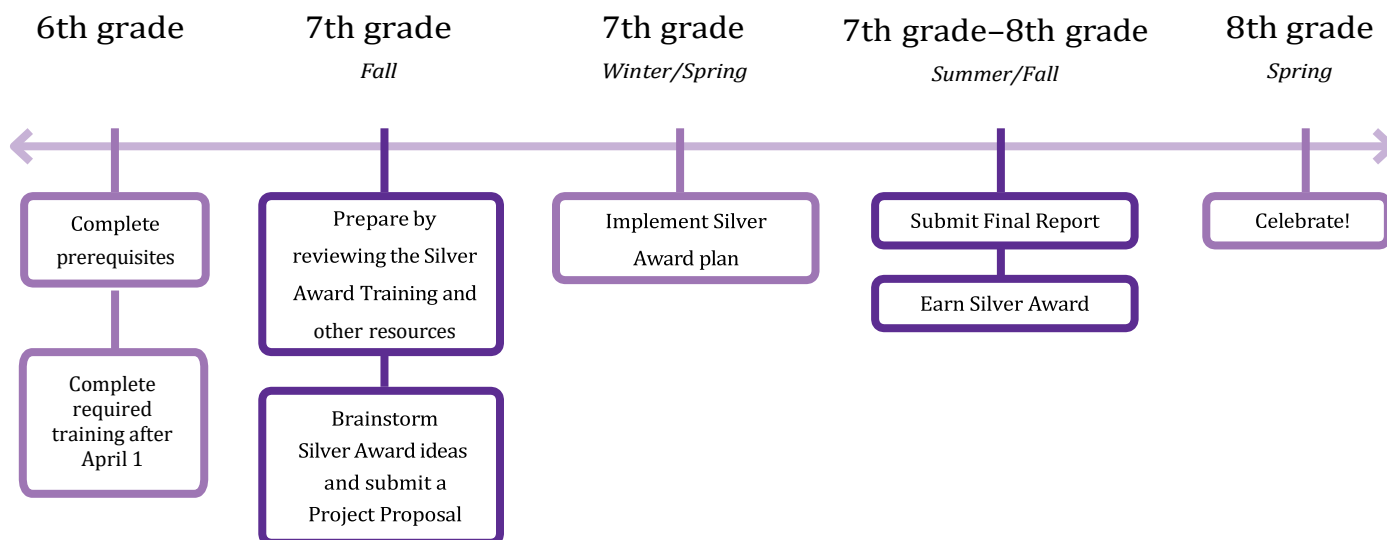 6th grade
7th grade
Fall
7th grade
Winter/Spring
7th grade–8th grade
Summer/Fall
8th grade
Spring
Complete
prerequisites
Complete
required
training after
April 1
Prepare by
reviewing the Silver
Award Training and
other resources
Brainstorm
Silver Award ideas
and submit a
Project Proposal
Implement Silver
Award plan
Submit Final Report
Earn Silver Award
Celebrate!